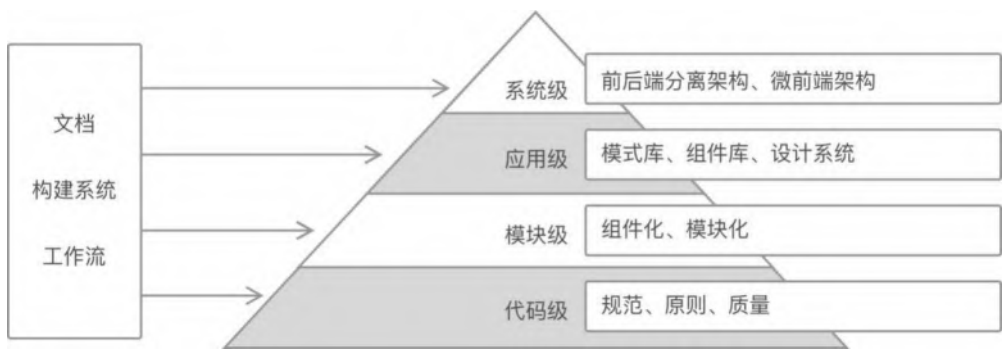 文档
构建系统
工作流
系统级
前后端分离架构、微前端架构
应用级
模式库、组件库、设计系统
模块级
组件化、模块化
代码级
规范、原则、质量